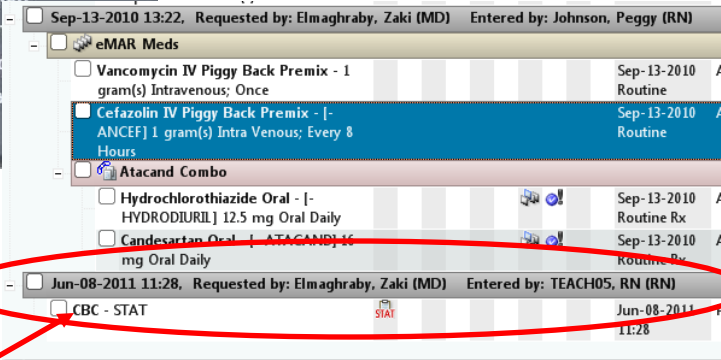 Sep-13-2010 13:22, Requested by: Elmaghraby, Zaki (MD) Entered by: Johnson, Peggy (RN)
eMAR Meds
Vancomycin IV Piggy Back Premix - 1 Sep-13-2010
gram(s) Intravenous; Once Routine
Cefazolin IV Piggy Back Premix - [- Sep-13-2010
ANCEF] 1 gram(s) Intra Venous; Every 8 Routine
Hours
Atacand Combo
Hydrochlorothiazide Oral - [- Sep-13-2010
HYDRODIURIL] 12.5 mg Oral Daily Routine Rx
Candesartan Oral - [- ATACAND] 16 Sep-13-2010
mg Oral Daily Routine Rx
Jun-08-2011 11:28, Requested by: Elmaghraby, Zaki (MD) Entered by: TEACH05, RN (RN)
CBC - STAT STAT Jun-08-2011
11:28